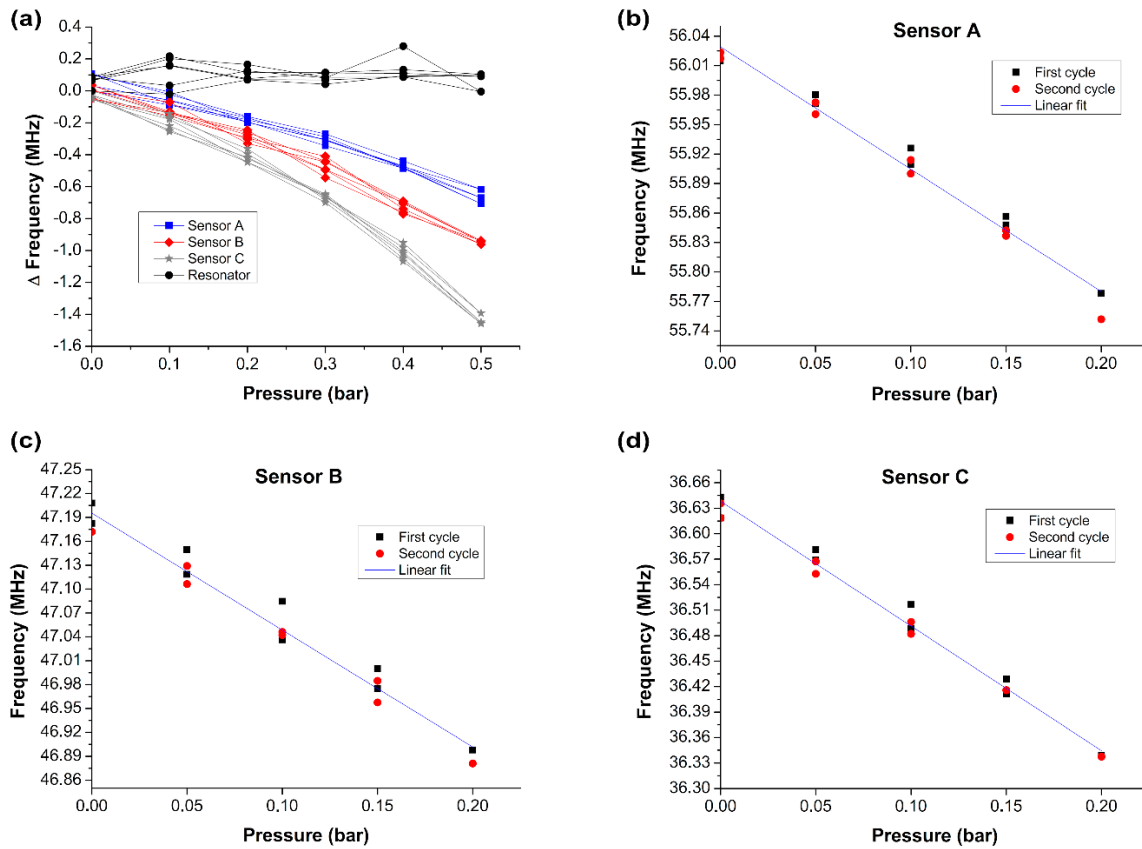 (a)
0.4
0.2
0.0
-0.2
-0.4
-0.6
-0.8
-1.0
-1.2
-1.4
-1.6
Δ Frequency (MHz)
Sensor A
Sensor B
Sensor C
Resonator
0.0 0.1 0.2 0.3 0.4 0.5
Pressure (bar)
(b)
Sensor A
56.04
56.01
55.98
55.95
55.92
55.89
55.86
55.83
55.80
55.77
55.74
Frequency (MHz)
First cycle
Second cycle
Linear fit
0.00 0.05 0.10 0.15 0.20
Pressure (bar)
(c)
Sensor B
47.25
47.22
47.19
47.16
47.13
47.10
47.07
47.04
47.01
46.98
46.95
46.92
46.89
46.86
Frequency (MHz)
First cycle
Second cycle
Linear fit
0.00 0.05 0.10 0.15 0.20
Pressure (bar)
(d)
Sensor C
36.66
36.63
36.60
36.57
36.54
36.51
36.48
36.45
36.42
36.39
36.36
36.33
36.30
Frequency (MHz)
First cycle
Second cycle
Linear fit
0.00 0.05 0.10 0.15 0.20
Pressure (bar)